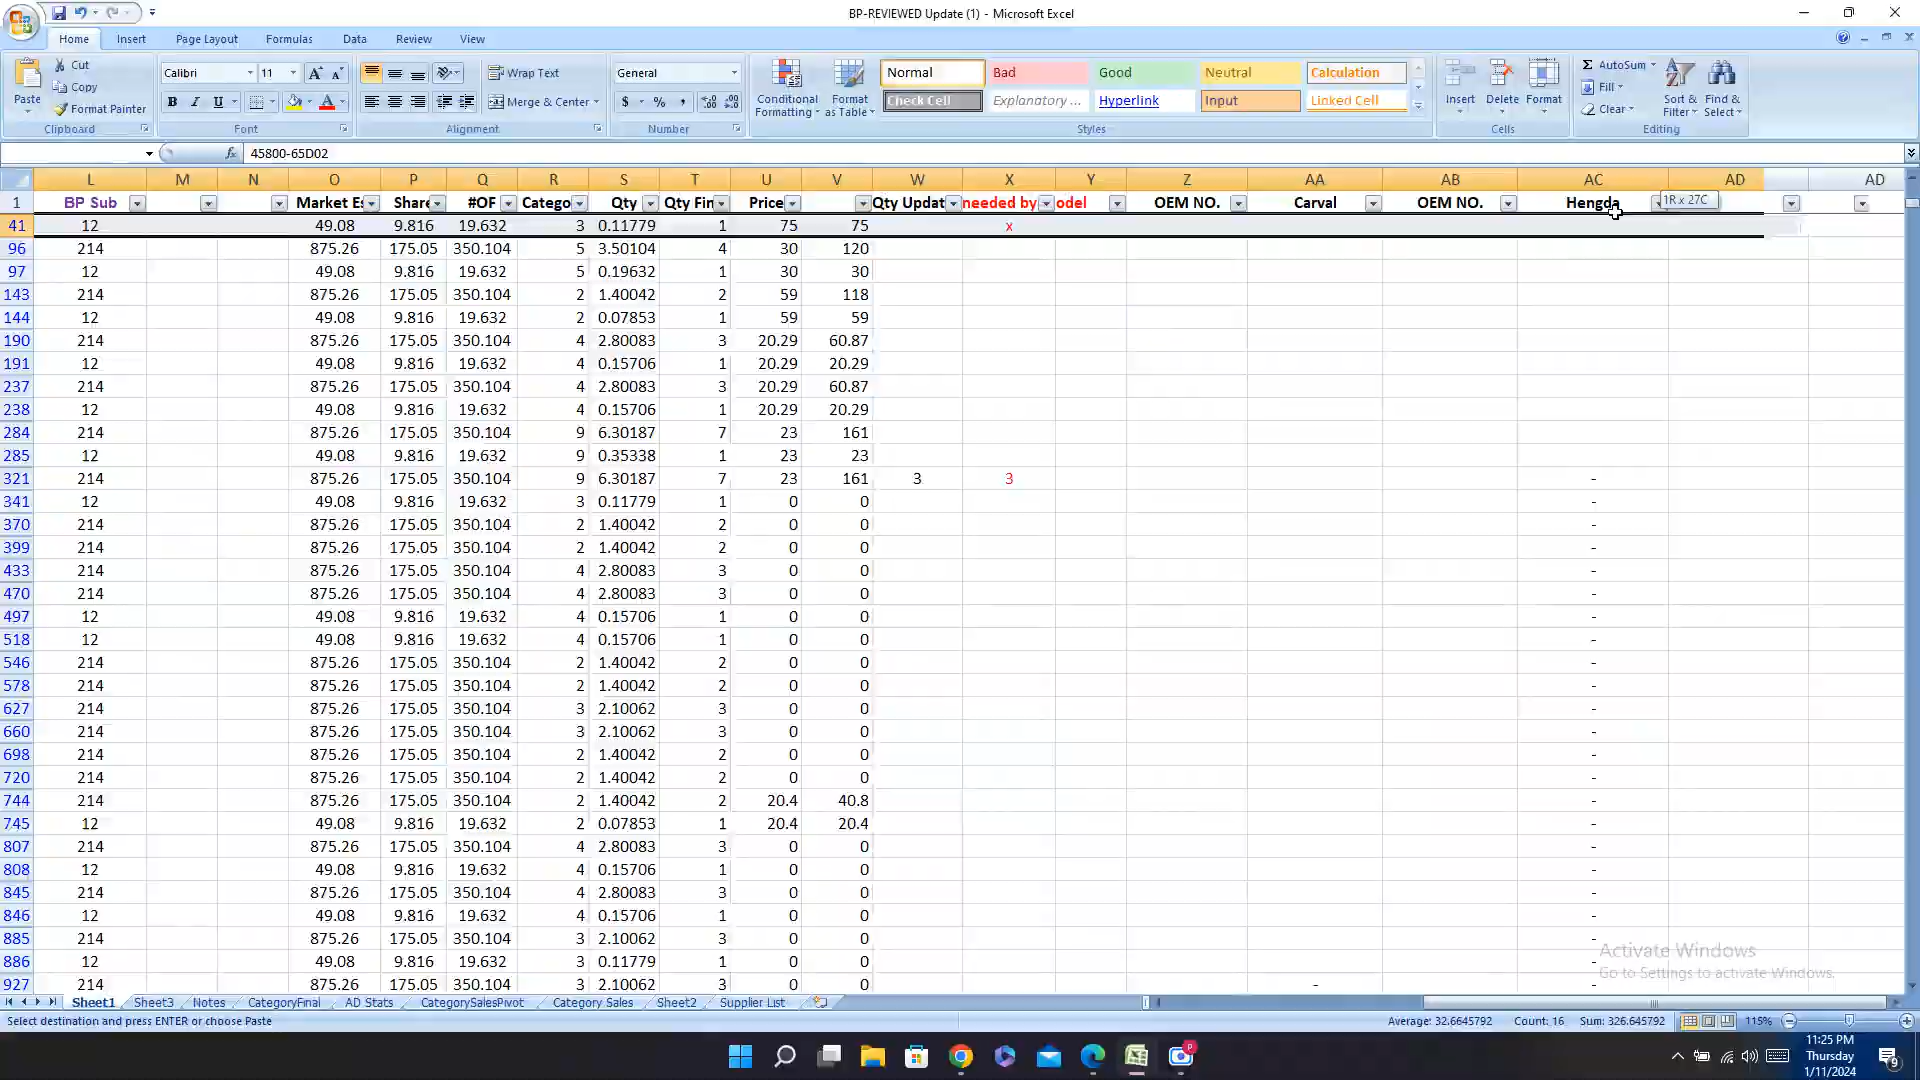 BP-REVIEWED Update (1) - Microsoft Excel
Home Insert Page Layout Formulas Data Review View
Paste Cut Copy Format Painter Clipboard
Calibri 11 A A B I U A Font
Wrap Text Merge & Center Alignment
General $ % , Number
Conditional Formatting Format as Table Normal Bad Good Neutral Calculation
Check Cell Explanatory ... Hyperlink Input Linked Cell Styles
Insert Delete Format Cells
Σ AutoSum Fill Clear Sort & Filter Find & Select Editing
fx 45800-65D02
L M N O P Q R S T U V W X Y Z AA AB AC AD AD
1 BP Sub Market Es Share #OF Catego Qty Qty Fin Price Qty Updat needed by odel OEM NO. Carval OEM NO. Hengda 1R x 27C
41 12 49.08 9.816 19.632 3 0.11779 1 75 75 x
96 214 875.26 175.05 350.104 5 3.50104 4 30 120
97 12 49.08 9.816 19.632 5 0.19632 1 30 30
143 214 875.26 175.05 350.104 2 1.40042 2 59 118
144 12 49.08 9.816 19.632 2 0.07853 1 59 59
190 214 875.26 175.05 350.104 4 2.80083 3 20.29 60.87
191 12 49.08 9.816 19.632 4 0.15706 1 20.29 20.29
237 214 875.26 175.05 350.104 4 2.80083 3 20.29 60.87
238 12 49.08 9.816 19.632 4 0.15706 1 20.29 20.29
284 214 875.26 175.05 350.104 9 6.30187 7 23 161
285 12 49.08 9.816 19.632 9 0.35338 1 23 23
321 214 875.26 175.05 350.104 9 6.30187 7 23 161 3 3 -
341 12 49.08 9.816 19.632 3 0.11779 1 0 0 -
370 214 875.26 175.05 350.104 2 1.40042 2 0 0 -
399 214 875.26 175.05 350.104 2 1.40042 2 0 0 -
433 214 875.26 175.05 350.104 4 2.80083 3 0 0 -
470 214 875.26 175.05 350.104 4 2.80083 3 0 0 -
497 12 49.08 9.816 19.632 4 0.15706 1 0 0 -
518 12 49.08 9.816 19.632 4 0.15706 1 0 0 -
546 214 875.26 175.05 350.104 2 1.40042 2 0 0 -
578 214 875.26 175.05 350.104 2 1.40042 2 0 0 -
627 214 875.26 175.05 350.104 3 2.10062 3 0 0 -
660 214 875.26 175.05 350.104 3 2.10062 3 0 0 -
698 214 875.26 175.05 350.104 2 1.40042 2 0 0 -
720 214 875.26 175.05 350.104 2 1.40042 2 0 0 -
744 214 875.26 175.05 350.104 2 1.40042 2 20.4 40.8 -
745 12 49.08 9.816 19.632 2 0.07853 1 20.4 20.4 -
807 214 875.26 175.05 350.104 4 2.80083 3 0 0 -
808 12 49.08 9.816 19.632 4 0.15706 1 0 0 -
845 214 875.26 175.05 350.104 4 2.80083 3 0 0 -
846 12 49.08 9.816 19.632 4 0.15706 1 0 0 -
885 214 875.26 175.05 350.104 3 2.10062 3 0 0 -
886 12 49.08 9.816 19.632 3 0.11779 1 0 0 -
927 214 875.26 175.05 350.104 3 2.10062 3 0 0 - -
Activate Windows
Go to Settings to activate Windows.
Sheet1 Sheet3 Notes CategoryFinal AD Stats CategorySalesPivot Category Sales Sheet2 Supplier List
Select destination and press ENTER or choose Paste Average: 32.6645792 Count: 16 Sum: 326.645792 115%
11:25 PM
Thursday
1/11/2024
9